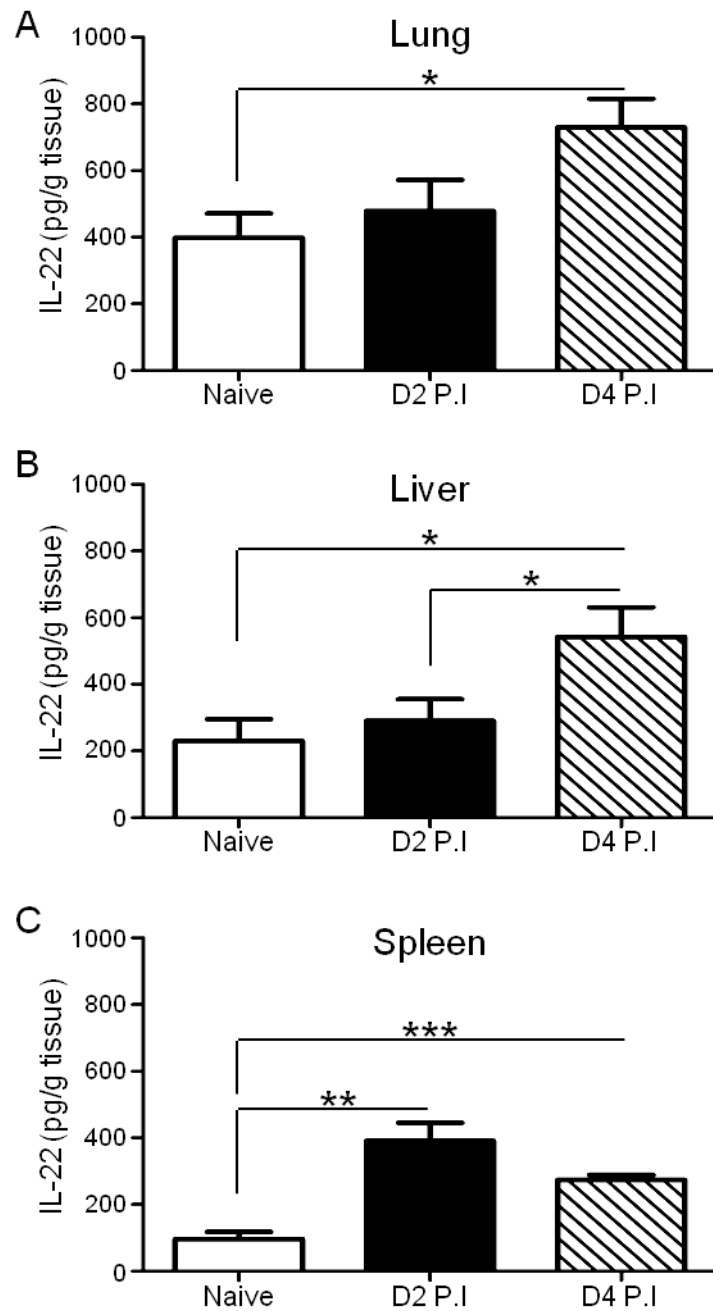 A
Lung
IL-22 (pg/g tissue)
1000
800
600
400
200
0
*
Naive D2 P.I D4 P.I
B
Liver
IL-22 (pg/g tissue)
1000
800
600
400
200
0
*
*
Naive D2 P.I D4 P.I
C
Spleen
IL-22 (pg/g tissue)
1000
800
600
400
200
0
***
**
Naive D2 P.I D4 P.I